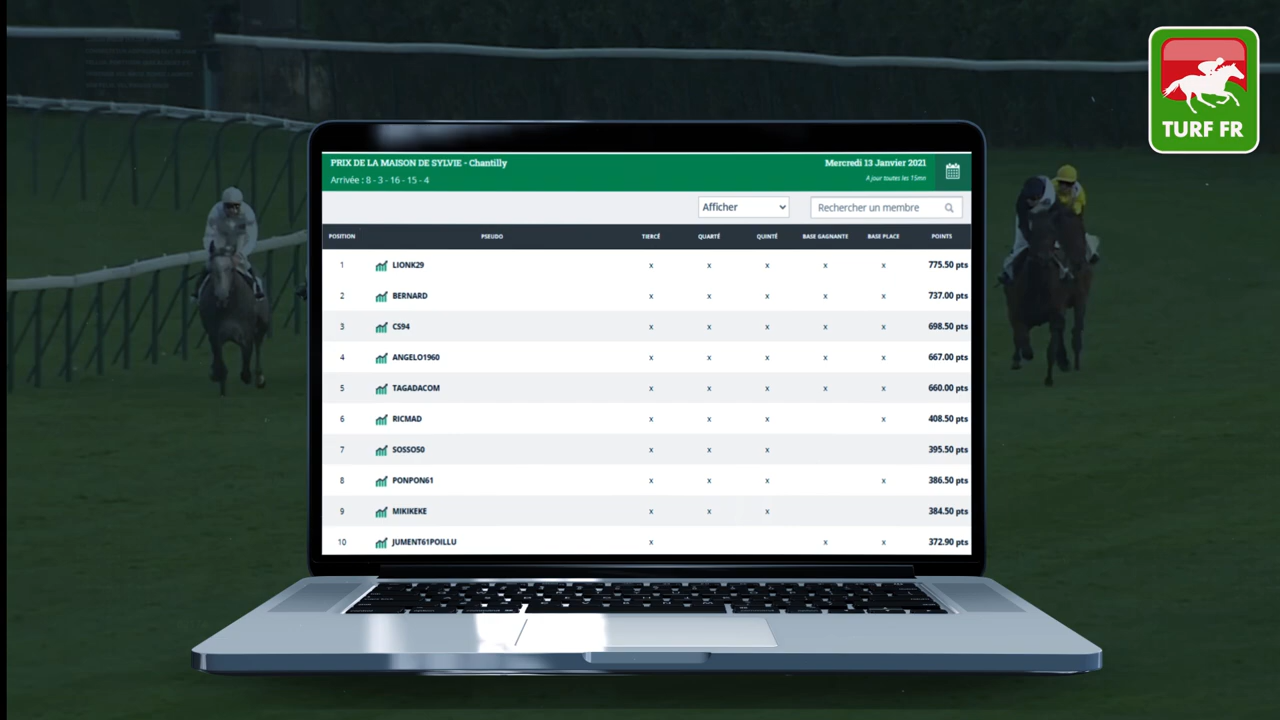 TURF FR
PRIX DE LA MAISON DE SYLVIE - Chantilly
Mercredi 13 Janvier 2021
Arrivée : 8 - 3 - 16 - 15 - 4
A jour toutes les 15mn
Afficher
Rechercher un membre
POSITION PSEUDO TIERCÉ QUARTÉ QUINTÉ BASE GAGNANTE BASE PLACE POINTS
1 LIONK29 x x x x x 775.50 pts
2 BERNARD x x x x x 737.00 pts
3 CS94 x x x x x 698.50 pts
4 ANGELO1960 x x x x x 667.00 pts
5 TAGADACOM x x x x x 660.00 pts
6 RICMAD x x x x 408.50 pts
7 SOSSO50 x x x 395.50 pts
8 PONPON61 x x x x 386.50 pts
9 MIKIKEKE x x x 384.50 pts
10 JUMENT61POILLU x x x 372.90 pts